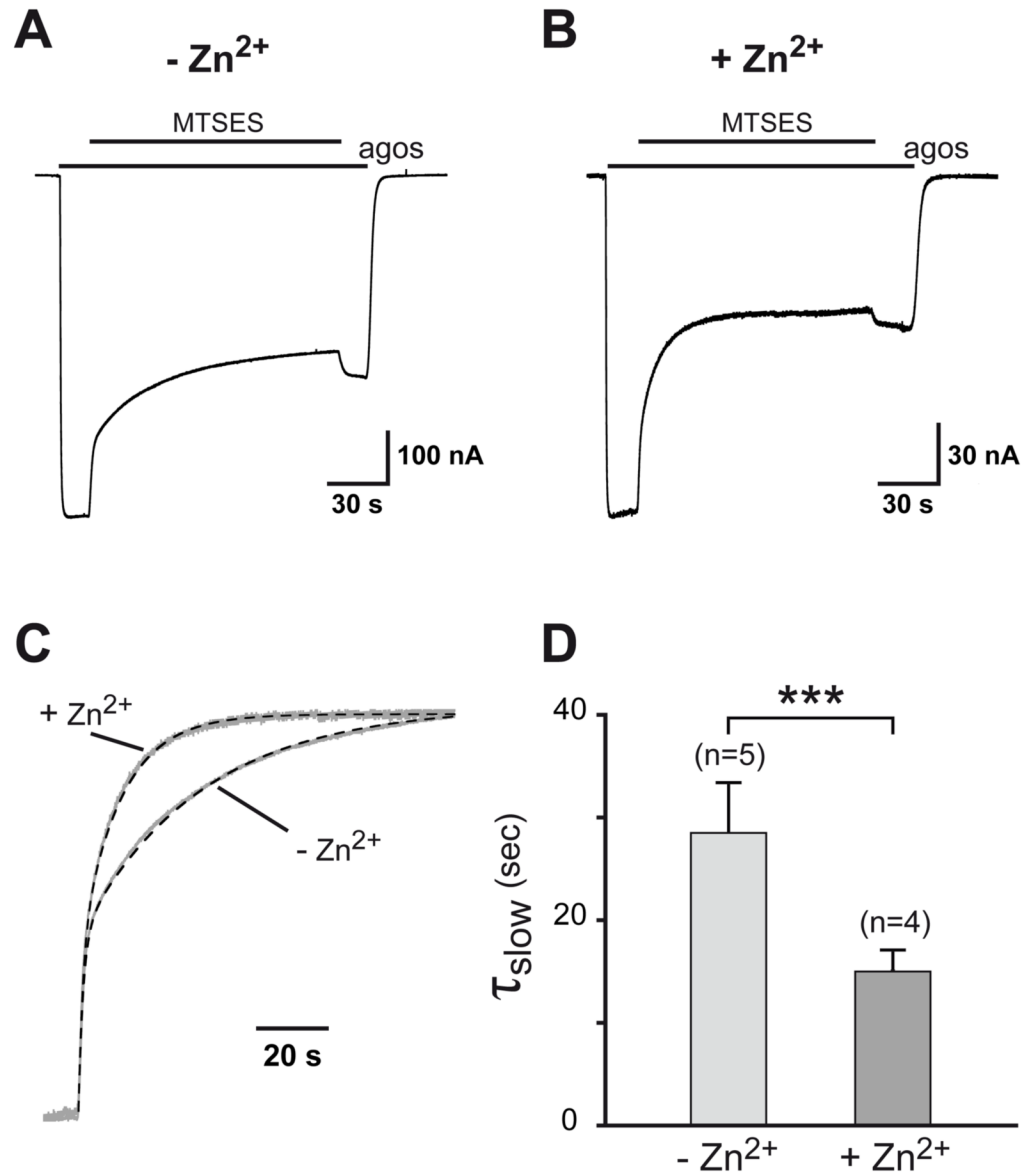 A
- Zn²⁺
MTSES
agos
100 nA
30 s
B
+ Zn²⁺
MTSES
agos
30 nA
30 s
C
+ Zn²⁺
- Zn²⁺
20 s
D
***
40
(n=5)
(n=4)
20
0
τslow (sec)
- Zn²⁺
+ Zn²⁺